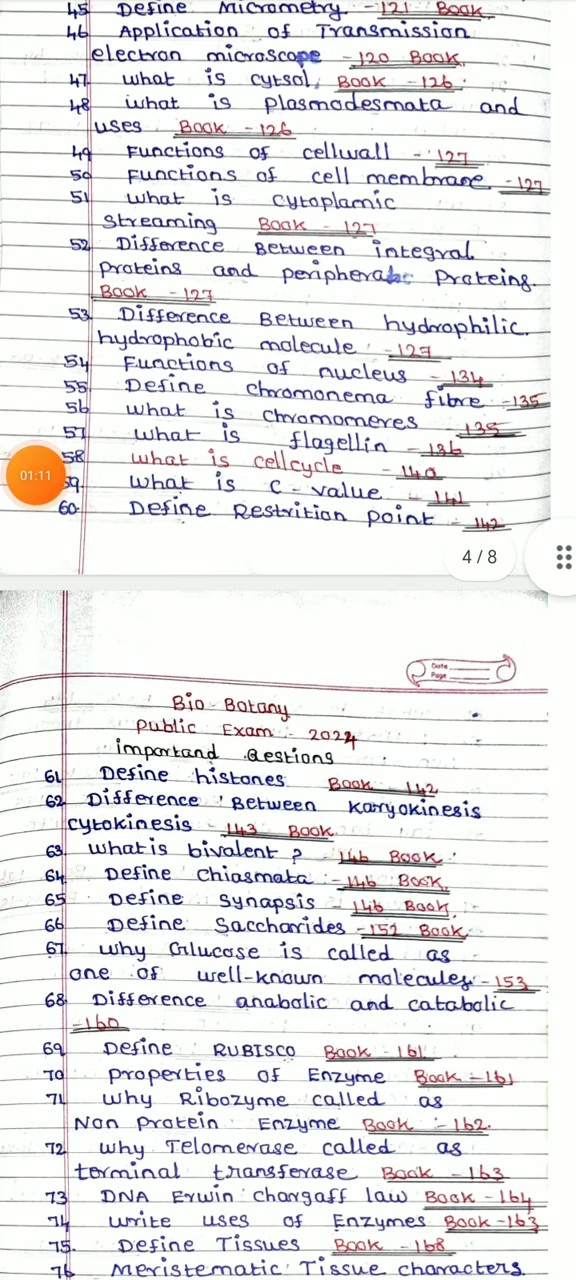 45 Define Micrometry -121 Book
46 Application of Transmission
electron microscope -120 Book
47 what is cytsol, Book -126
48 what is plasmodesmata and
uses Book -126
49 Functions of cellwall -127
50 Functions of cell membrane -127
51 what is cytoplamic
streaming Book -127
52 Difference Between integral
proteins and peripheral Proteins.
Book -127
53 Difference Between hydrophilic.
hydrophobic molecule -127
54 Functions of nucleus -134
55 Define chromonema fibre -135
56 what is chromomeres 135
57 what is flagellin -136
58 what is cellcycle -140
01:11
59. what is C-value - 141
60. Define Restrition point - 142
4/8
Date
Page
Bio Botany
Public Exam - 2024
importand Qestions
61 Define histones Book 142
62 Difference Between karyokinesis
cytokinesis -143 Book
63 what is bivalent ? -146 Book
64 Define Chiasmata -146 Book
65 Define Synapsis 146 Book
66 Define Saccharides -152 Book
67 why Glucose is called as
one of well-known molecules -153
68 Difference anabolic and catabolic
-160
69 Define RUBISCO Book -161
70 properties of Enzyme Book -161
71 why Ribozyme called as
Non protein Enzyme Book -162.
72 why Telomerase called as
terminal transferase Book -163
73 DNA Erwin chargaff law Book -164
74 write uses of Enzymes Book -163
75. Define Tissues Book -168
76 Meristematic Tissue characters